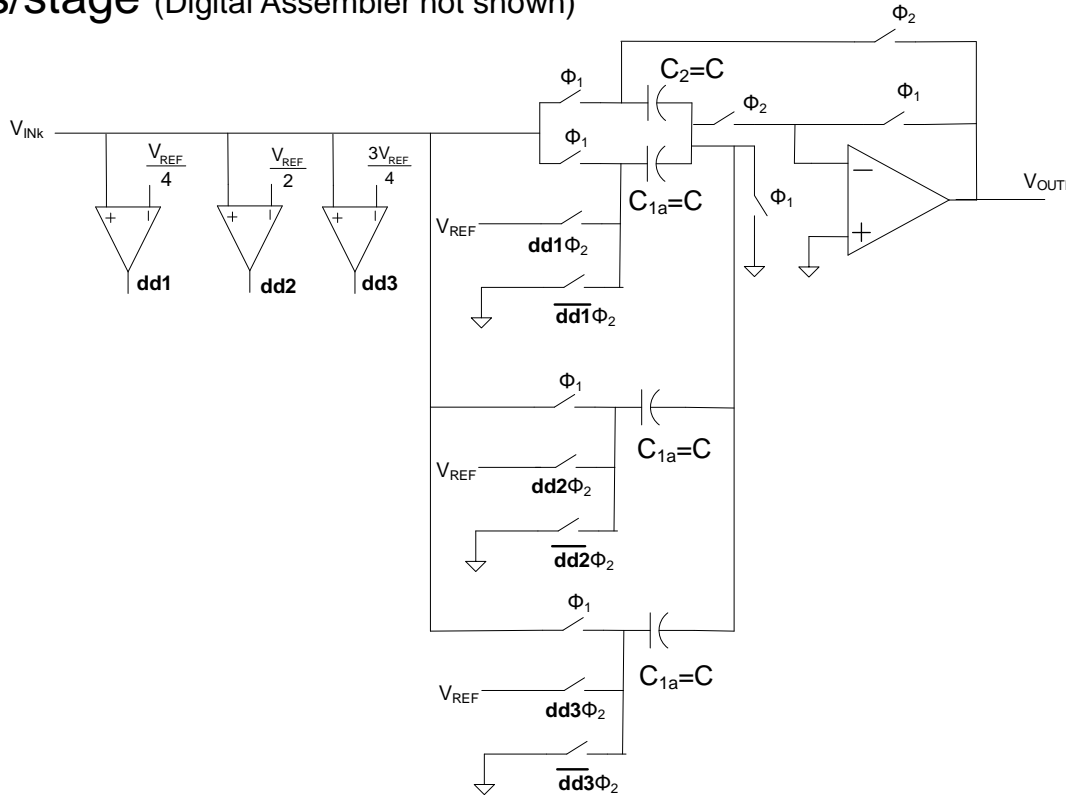 s/stage (Digital Assembler not shown)
Φ2
C2=C
Φ1
Φ2
Φ1
VINk
Φ1
VREF/4
VREF/2
3VREF/4
+ –
+ –
+ –
–
+
VOUT
C1a=C
Φ1
VREF
dd1Φ2
dd1
dd2
dd3
dd1Φ2
Φ1
C1a=C
VREF
dd2Φ2
dd2Φ2
Φ1
C1a=C
VREF
dd3Φ2
dd3Φ2